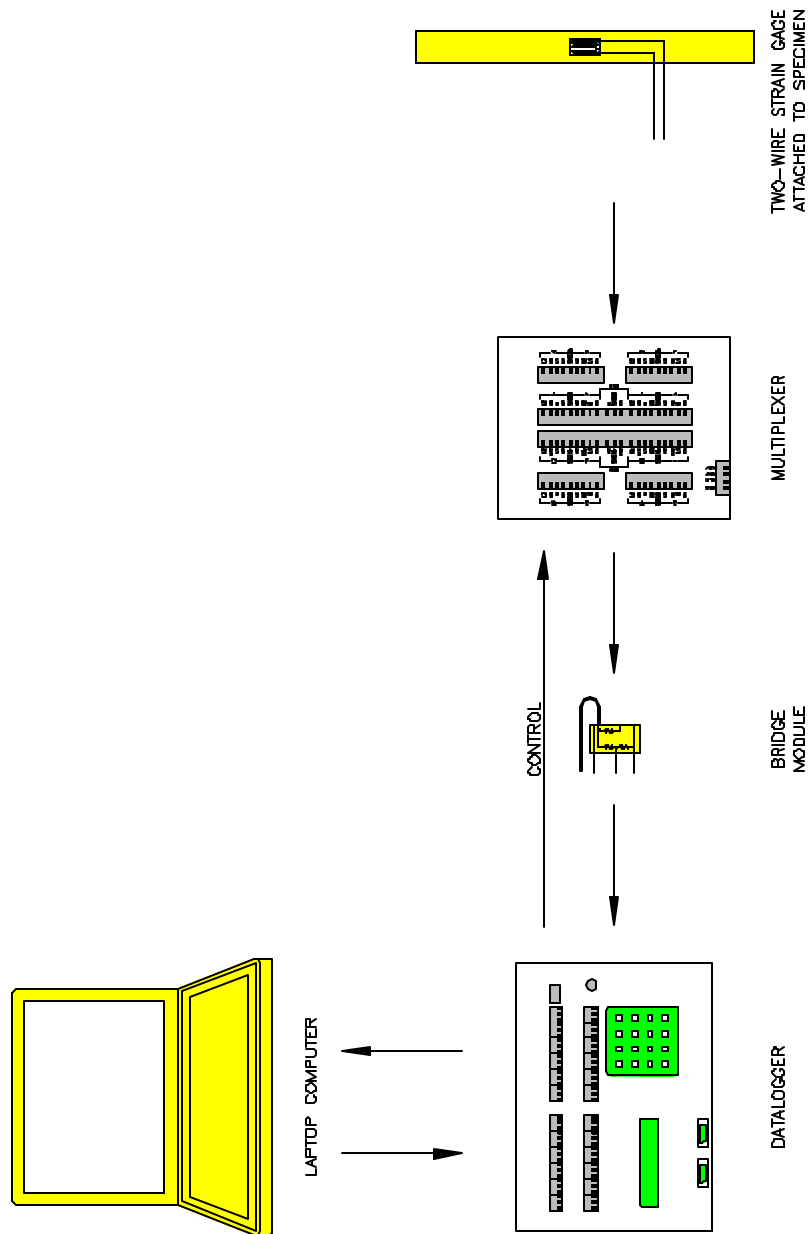 TWO-WIRE STRAIN GAGE
ATTACHED TO SPECIMEN
MULTIPLEXER
CONTROL
BRIDGE
MODULE
LAPTOP COMPUTER
DATALOGGER